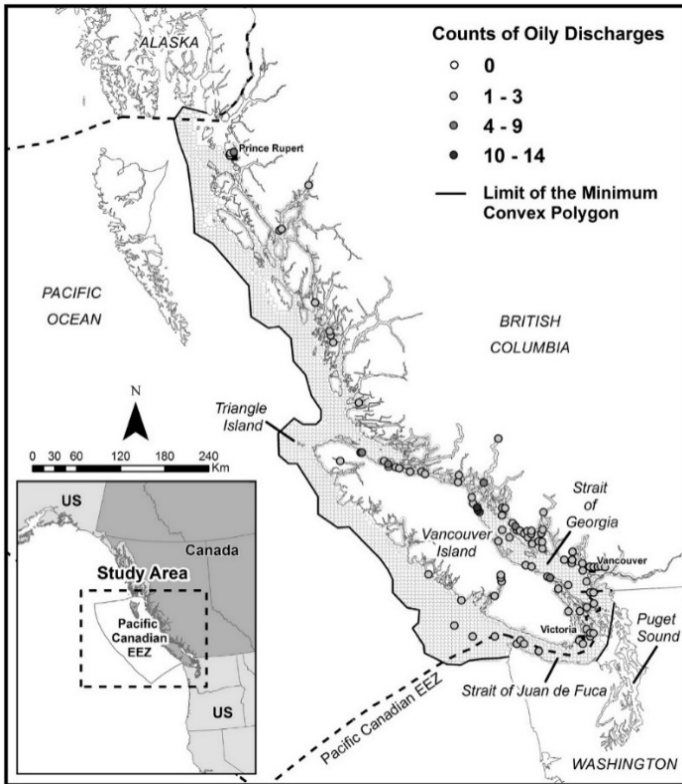 ALASKA
Counts of Oily Discharges
0
1 - 3
4 - 9
10 - 14
Limit of the Minimum
Convex Polygon
Prince Rupert
PACIFIC
OCEAN
BRITISH
COLUMBIA
N
Triangle
Island
0 30 60 120 180 240
Km
Strait
of
Georgia
Vancouver
Island
Vancouver
US
Canada
Study Area
Pacific
Canadian
EEZ
US
Victoria
Puget
Sound
Strait of Juan de Fuca
Pacific Canadian EEZ
WASHINGTON